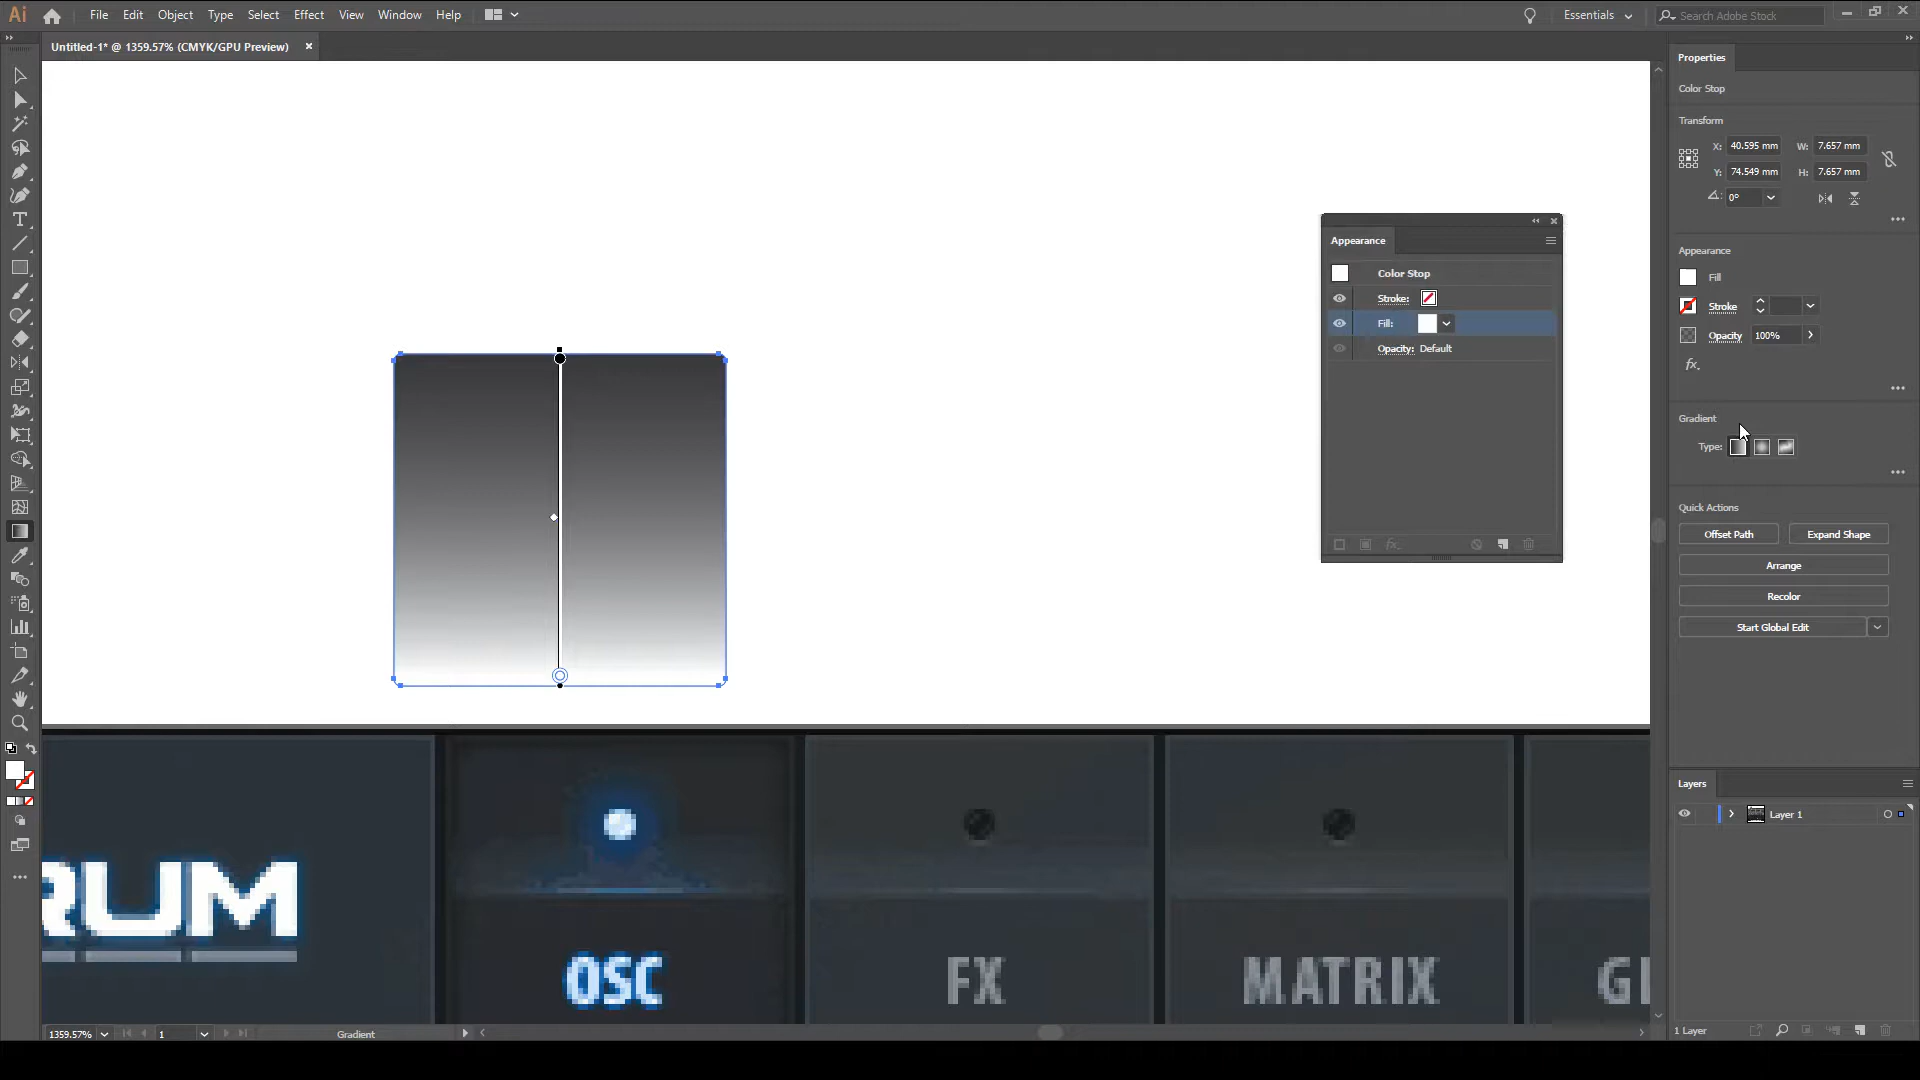 Ai File Edit Object Type Select Effect View Window Help Essentials Search Adobe Stock
Untitled-1* @ 1359.57% (CMYK/GPU Preview)
Properties
Color Stop
Transform
X: 40.595 mm W: 7.657 mm
Y: 74.549 mm H: 7.657 mm
0°
Appearance
Fill
Stroke
Opacity 100%
fx.
Gradient
Type:
Quick Actions
Offset Path Expand Shape
Arrange
Recolor
Start Global Edit
Appearance
Color Stop
Stroke:
Fill:
Opacity: Default
fx.
Layers
Layer 1
1 Layer
RUM
OSC
FX
MATRIX
1359.57% 1 Gradient